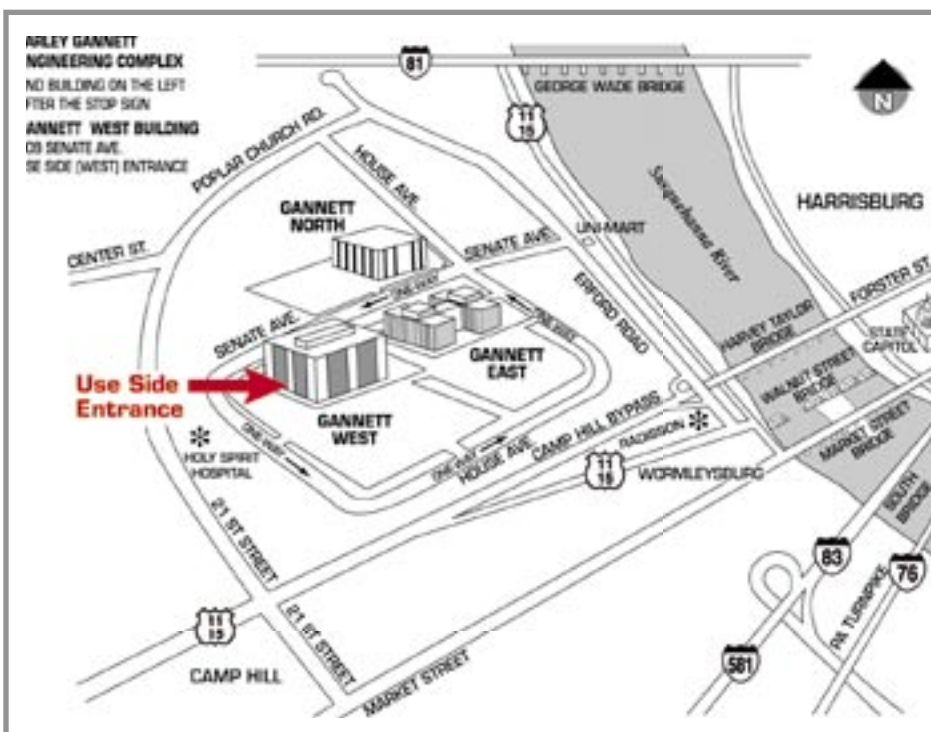 ARLEY GANNETT
NGINEERING COMPLEX
ND BUILDING ON THE LEFT
FTER THE STOP SIGN
ANNETT WEST BUILDING
09 SENATE AVE.
SE SIDE (WEST) ENTRANCE
81
GEORGE WADE BRIDGE
11
15
N
POPLAR CHURCH RD.
HOUSE AVE.
Susquehanna River
HARRISBURG
GANNETT
NORTH
CENTER ST.
SENATE AVE.
UNI-MART
ONE WAY
ERFORD ROAD
FORSTER ST.
HARVEY TAYLOR
BRIDGE
STATE
CAPITOL
SENATE AVE.
ONE WAY
GANNETT
EAST
WALNUT STREET
BRIDGE
Use Side
Entrance
GANNETT
WEST
CAMP HILL BYPASS
RADISSON
MARKET STREET
BRIDGE
ONE WAY
ONE WAY
HOUSE AVE.
HOLY SPIRIT
HOSPITAL
11
15
WORMLEYSBURG
SOUTH
BRIDGE
21 ST STREET
83
76
PA TURNPIKE
11
15
21 ST STREET
581
CAMP HILL
MARKET STREET